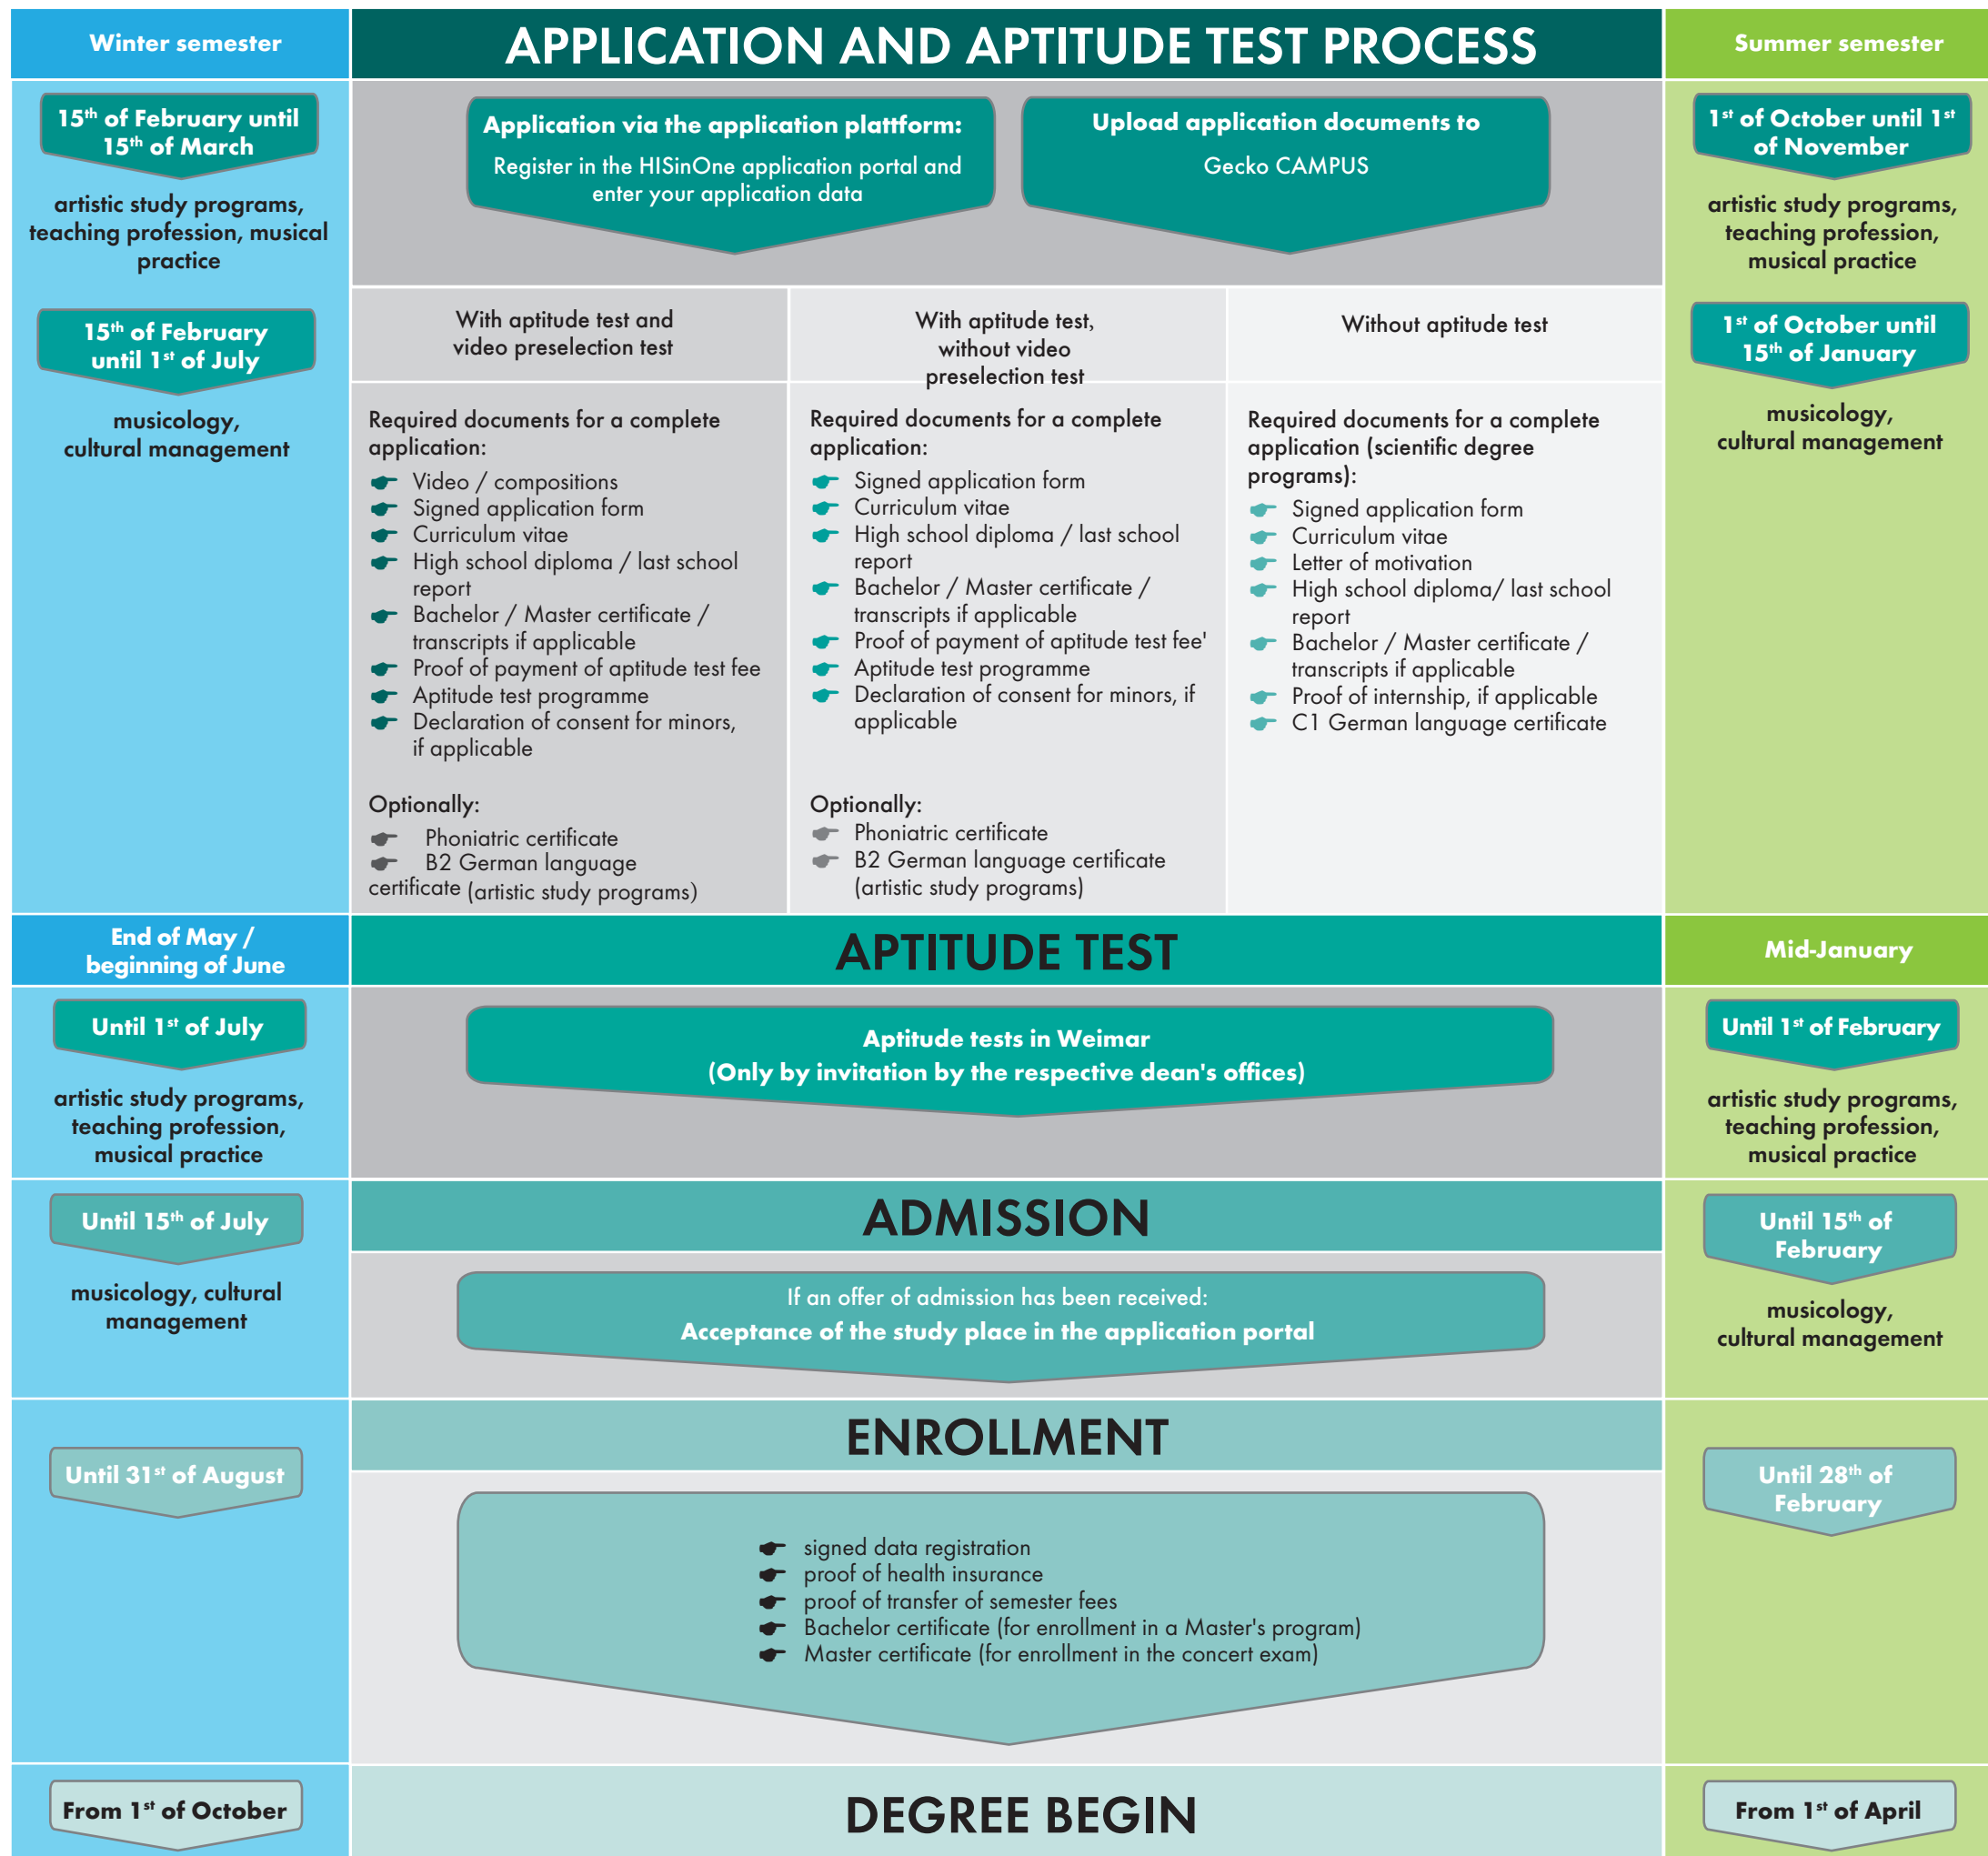 Winter semester
APPLICATION AND APTITUDE TEST PROCESS
Summer semester
15th of February until
15th of March
artistic study programs,
teaching profession, musical
practice
15th of February
until 1st of July
musicology,
cultural management
Application via the application plattform:
Register in the HISinOne application portal and
enter your application data
Upload application documents to
Gecko CAMPUS
1st of October until 1st
of November
artistic study programs,
teaching profession,
musical practice
1st of October until
15th of January
musicology,
cultural management
With aptitude test and
video preselection test
Required documents for a complete
application:
Video / compositions
Signed application form
Curriculum vitae
High school diploma / last school
report
Bachelor / Master certificate /
transcripts if applicable
Proof of payment of aptitude test fee
Aptitude test programme
Declaration of consent for minors,
if applicable
Optionally:
Phoniatric certificate
B2 German language
certificate (artistic study programs)
With aptitude test,
without video
preselection test
Required documents for a complete
application:
Signed application form
Curriculum vitae
High school diploma / last school
report
Bachelor / Master certificate /
transcripts if applicable
Proof of payment of aptitude test fee'
Aptitude test programme
Declaration of consent for minors, if
applicable
Optionally:
Phoniatric certificate
B2 German language certificate
(artistic study programs)
Without aptitude test
Required documents for a complete
application (scientific degree
programs):
Signed application form
Curriculum vitae
Letter of motivation
High school diploma/ last school
report
Bachelor / Master certificate /
transcripts if applicable
Proof of internship, if applicable
C1 German language certificate
End of May /
beginning of June
APTITUDE TEST
Mid-January
Until 1st of July
artistic study programs,
teaching profession,
musical practice
Aptitude tests in Weimar
(Only by invitation by the respective dean's offices)
Until 1st of February
artistic study programs,
teaching profession,
musical practice
Until 15th of July
musicology, cultural
management
ADMISSION
If an offer of admission has been received:
Acceptance of the study place in the application portal
Until 15th of
February
musicology,
cultural management
Until 31st of August
ENROLLMENT
signed data registration
proof of health insurance
proof of transfer of semester fees
Bachelor certificate (for enrollment in a Master's program)
Master certificate (for enrollment in the concert exam)
Until 28th of
February
From 1st of October
DEGREE BEGIN
From 1st of April